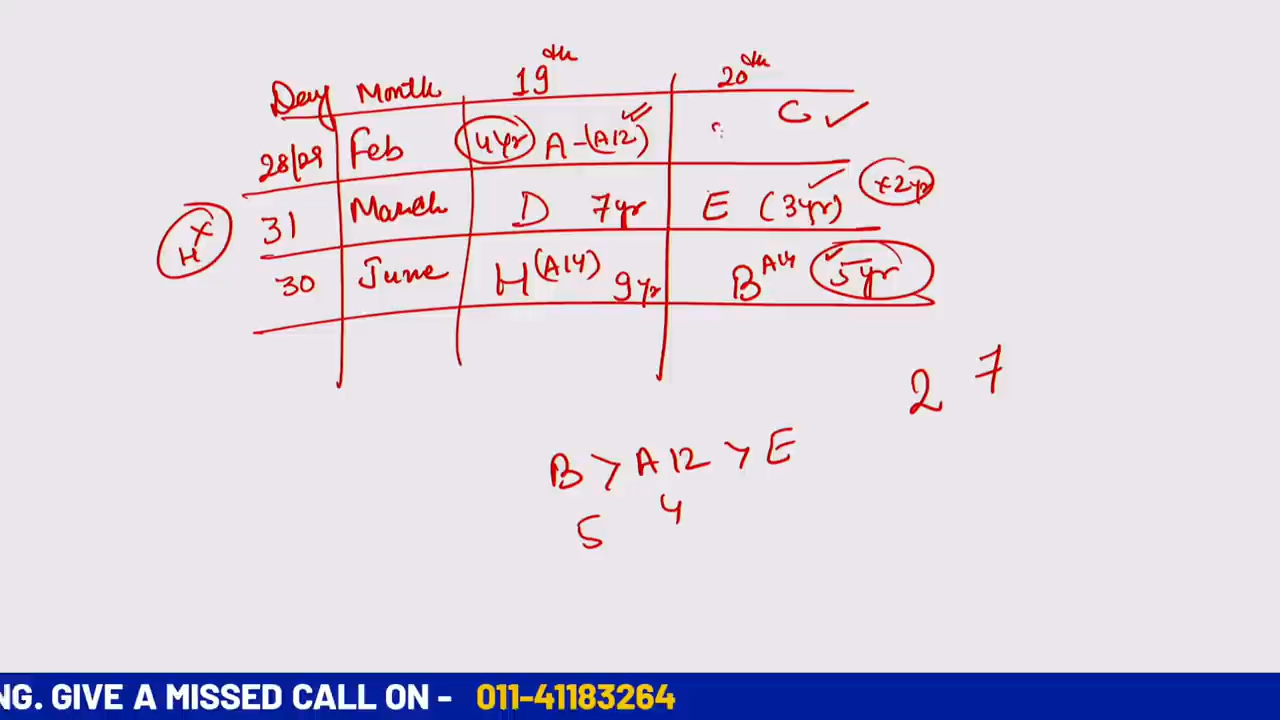 Day Month 19th 20th
28/29 Feb 4yr A-(A12) G
31 March D 7yr E (3yr) +2yr
X
H
30 June H(A14) 9yr B A14 5yr
2 7
B > A12 > E
5 4
NG. GIVE A MISSED CALL ON - 011-41183264